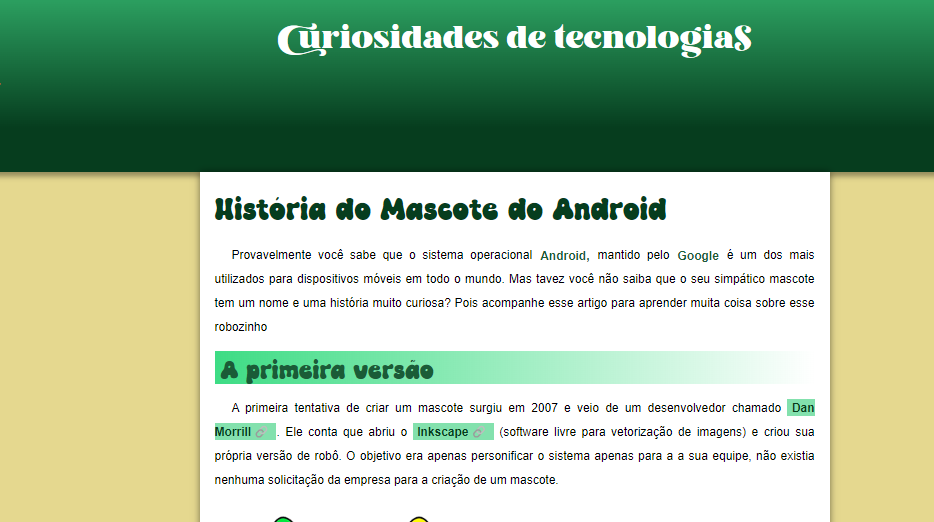 Curiosidades de tecnologias
História do Mascote do Android
Provavelmente você sabe que o sistema operacional Android, mantido pelo Google é um dos mais
utilizados para dispositivos móveis em todo o mundo. Mas tavez você não saiba que o seu simpático mascote
tem um nome e uma história muito curiosa? Pois acompanhe esse artigo para aprender muita coisa sobre esse
robozinho
A primeira versão
A primeira tentativa de criar um mascote surgiu em 2007 e veio de um desenvolvedor chamado Dan
Morrill . Ele conta que abriu o Inkscape (software livre para vetorização de imagens) e criou sua
própria versão de robô. O objetivo era apenas personificar o sistema apenas para a a sua equipe, não existia
nenhuma solicitação da empresa para a criação de um mascote.